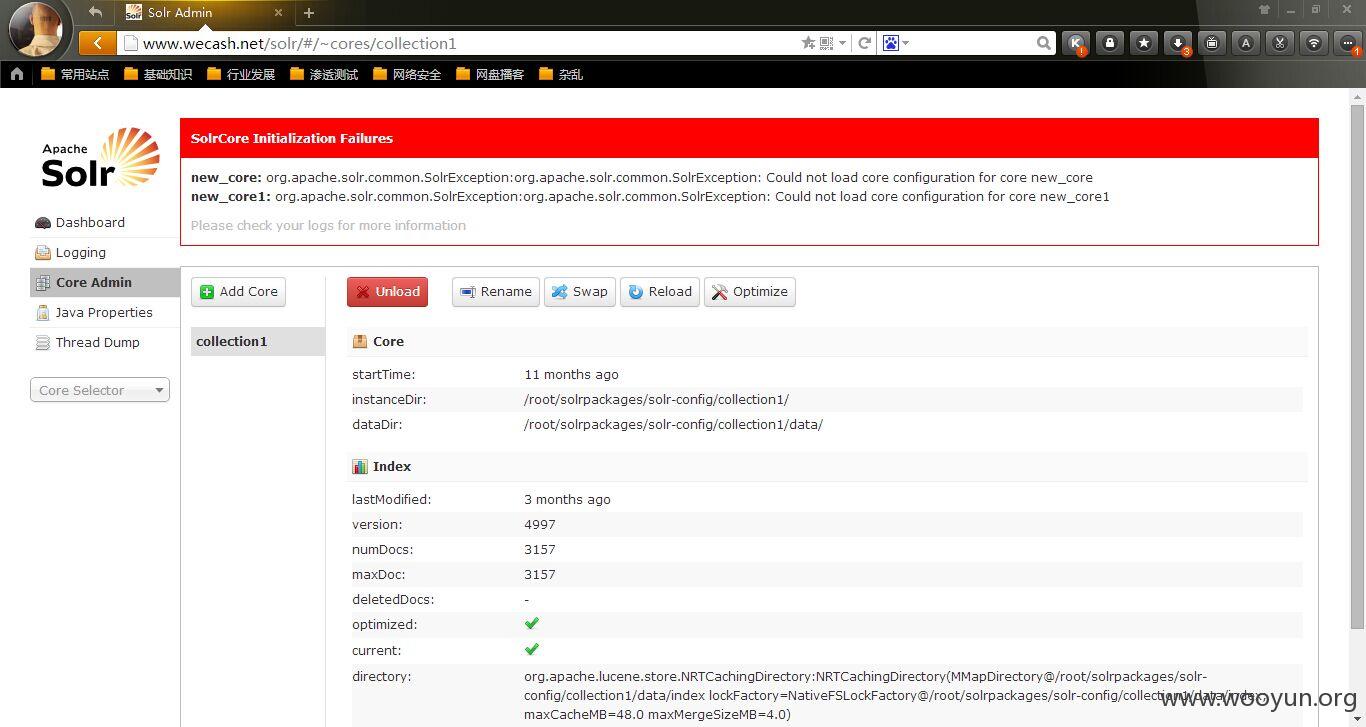 Solr Admin
www.wecash.net/solr/#/~cores/collection1
常用站点 基础知识 行业发展 渗透测试 网络安全 网盘播客 杂乱
Apache
Solr
SolrCore Initialization Failures
new_core: org.apache.solr.common.SolrException:org.apache.solr.common.SolrException: Could not load core configuration for core new_core
new_core1: org.apache.solr.common.SolrException:org.apache.solr.common.SolrException: Could not load core configuration for core new_core1
Please check your logs for more information
Dashboard
Logging
Core Admin
Java Properties
Thread Dump
Core Selector
Add Core
collection1
Unload Rename Swap Reload Optimize
Core
startTime: 11 months ago
instanceDir: /root/solrpackages/solr-config/collection1/
dataDir: /root/solrpackages/solr-config/collection1/data/
Index
lastModified: 3 months ago
version: 4997
numDocs: 3157
maxDoc: 3157
deletedDocs: -
optimized:
current:
directory: org.apache.lucene.store.NRTCachingDirectory:NRTCachingDirectory(MMapDirectory@/root/solrpackages/solr-
config/collection1/data/index lockFactory=NativeFSLockFactory@/root/solrpackages/solr-config/collection1/data/index;
maxCacheMB=48.0 maxMergeSizeMB=4.0)
www.wooyun.org